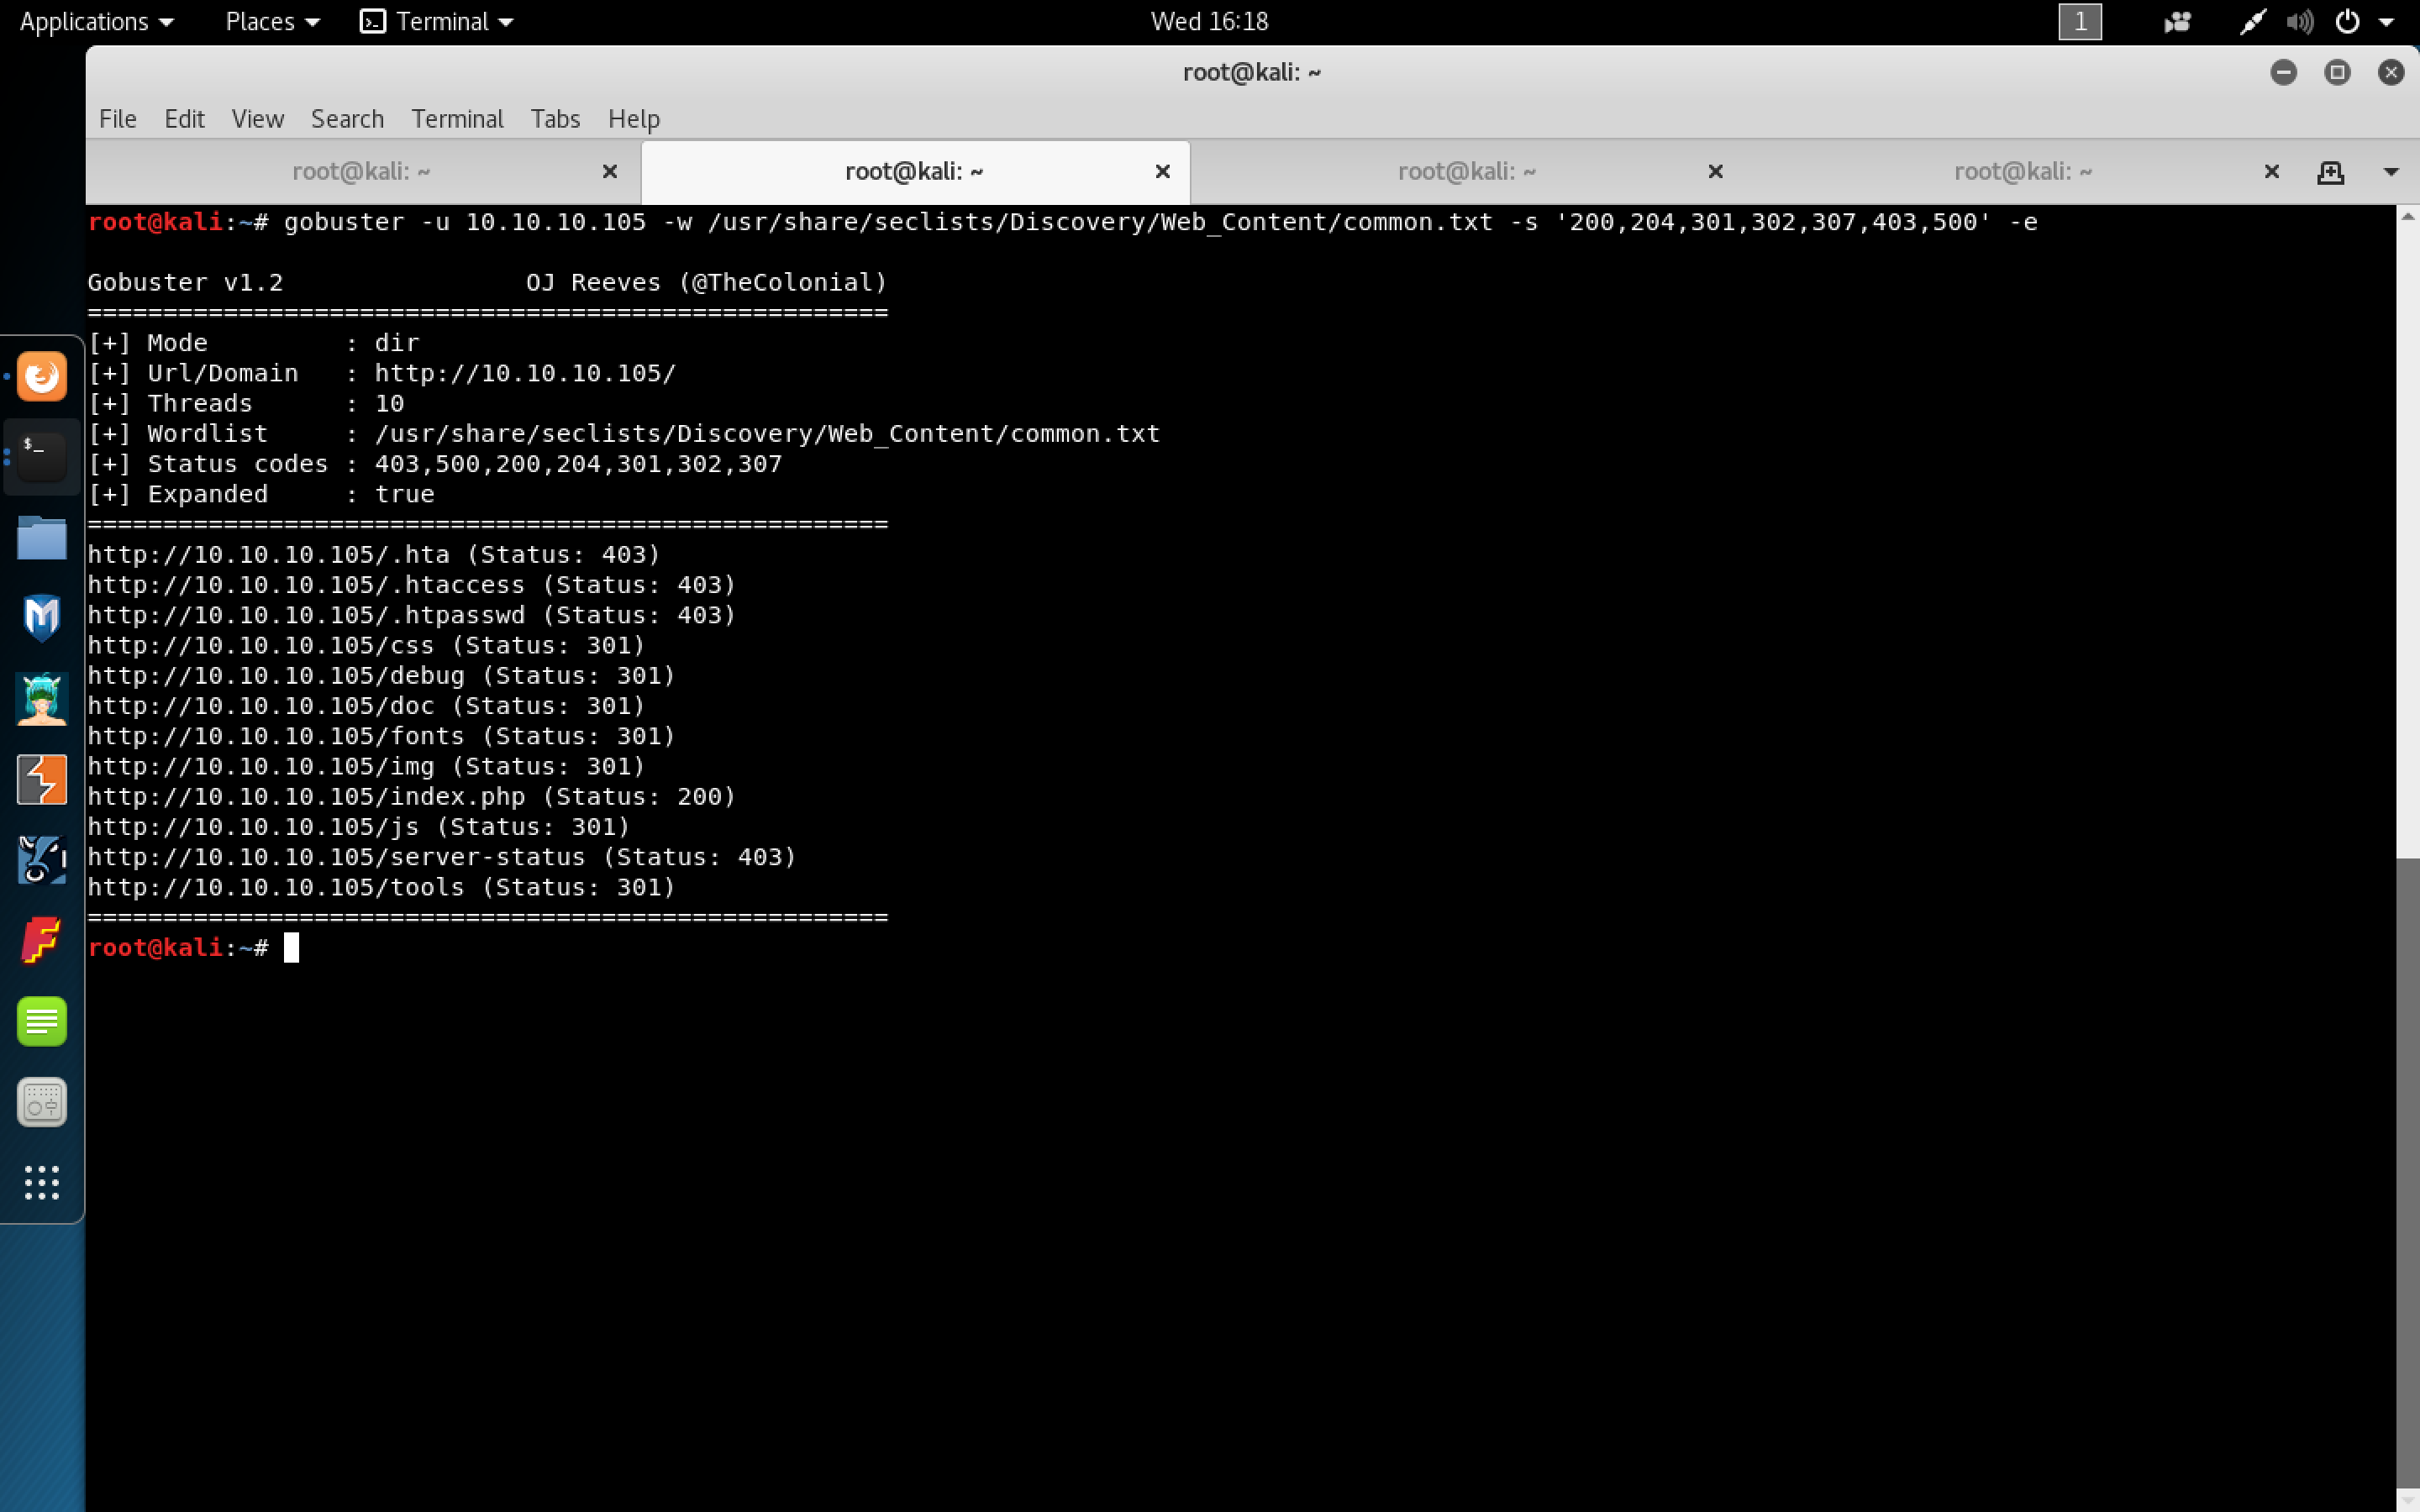 Applications Places Terminal Wed 16:18 1
root@kali: ~
File Edit View Search Terminal Tabs Help
root@kali: ~ root@kali: ~ root@kali: ~ root@kali: ~
root@kali:~# gobuster -u 10.10.10.105 -w /usr/share/seclists/Discovery/Web_Content/common.txt -s '200,204,301,302,307,403,500' -e
Gobuster v1.2                OJ Reeves (@TheColonial)
=====================================================
[+] Mode         : dir
[+] Url/Domain   : http://10.10.10.105/
[+] Threads      : 10
[+] Wordlist     : /usr/share/seclists/Discovery/Web_Content/common.txt
[+] Status codes : 403,500,200,204,301,302,307
[+] Expanded     : true
=====================================================
http://10.10.10.105/.hta (Status: 403)
http://10.10.10.105/.htaccess (Status: 403)
http://10.10.10.105/.htpasswd (Status: 403)
http://10.10.10.105/css (Status: 301)
http://10.10.10.105/debug (Status: 301)
http://10.10.10.105/doc (Status: 301)
http://10.10.10.105/fonts (Status: 301)
http://10.10.10.105/img (Status: 301)
http://10.10.10.105/index.php (Status: 200)
http://10.10.10.105/js (Status: 301)
http://10.10.10.105/server-status (Status: 403)
http://10.10.10.105/tools (Status: 301)
=====================================================
root@kali:~#